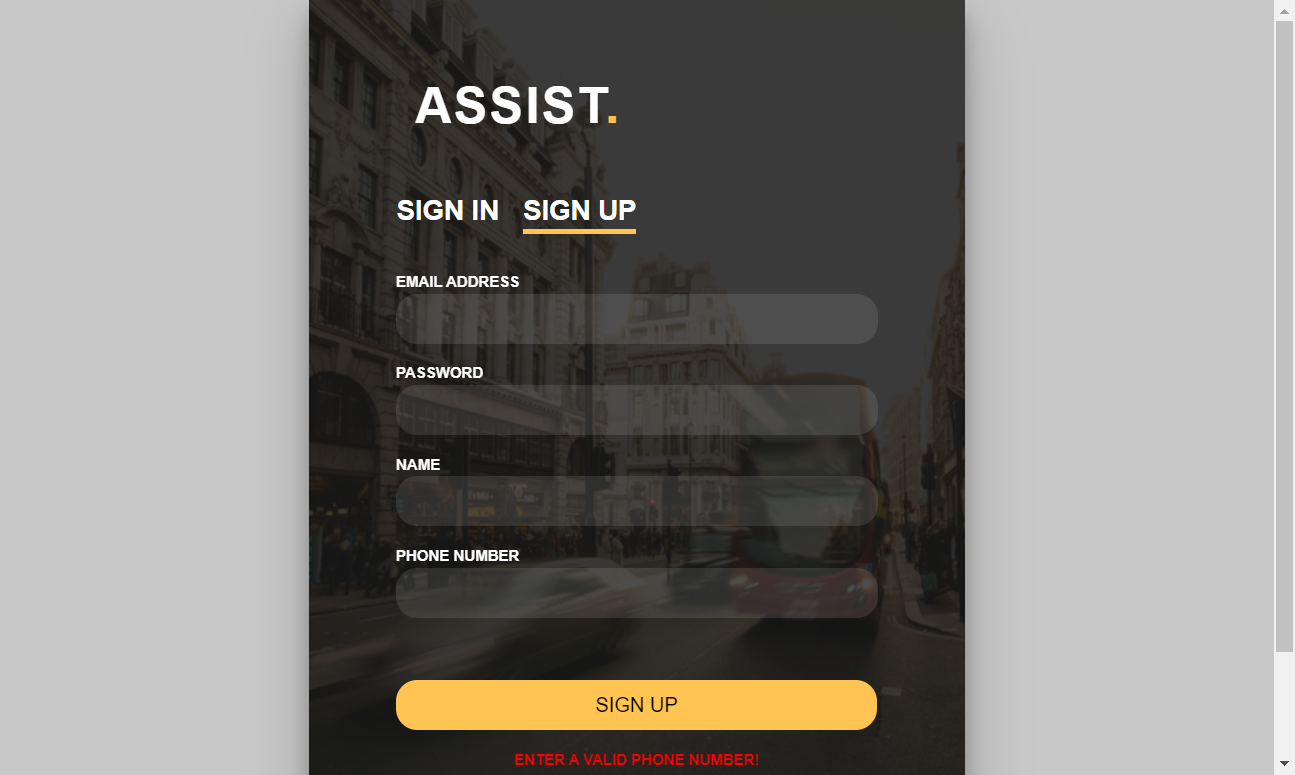 ASSIST.
SIGN IN SIGN UP
EMAIL ADDRESS
PASSWORD
NAME
PHONE NUMBER
SIGN UP
ENTER A VALID PHONE NUMBER!